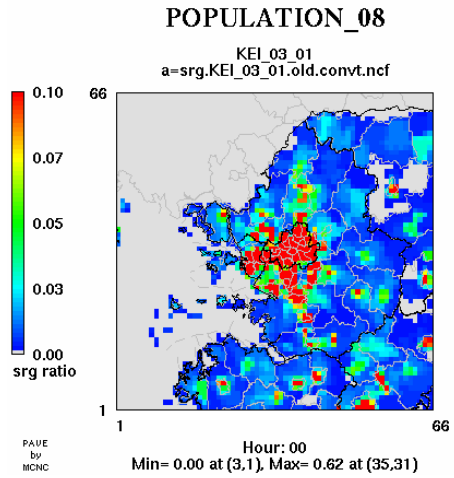 POPULATION_08
KEI_03_01
a=srg.KEI_03_01.old.convt.ncf
0.10
0.07
0.05
0.03
0.00
srg ratio
66
1
1
66
PAVE
by
MCNC
Hour: 00
Min= 0.00 at (3,1), Max= 0.62 at (35,31)